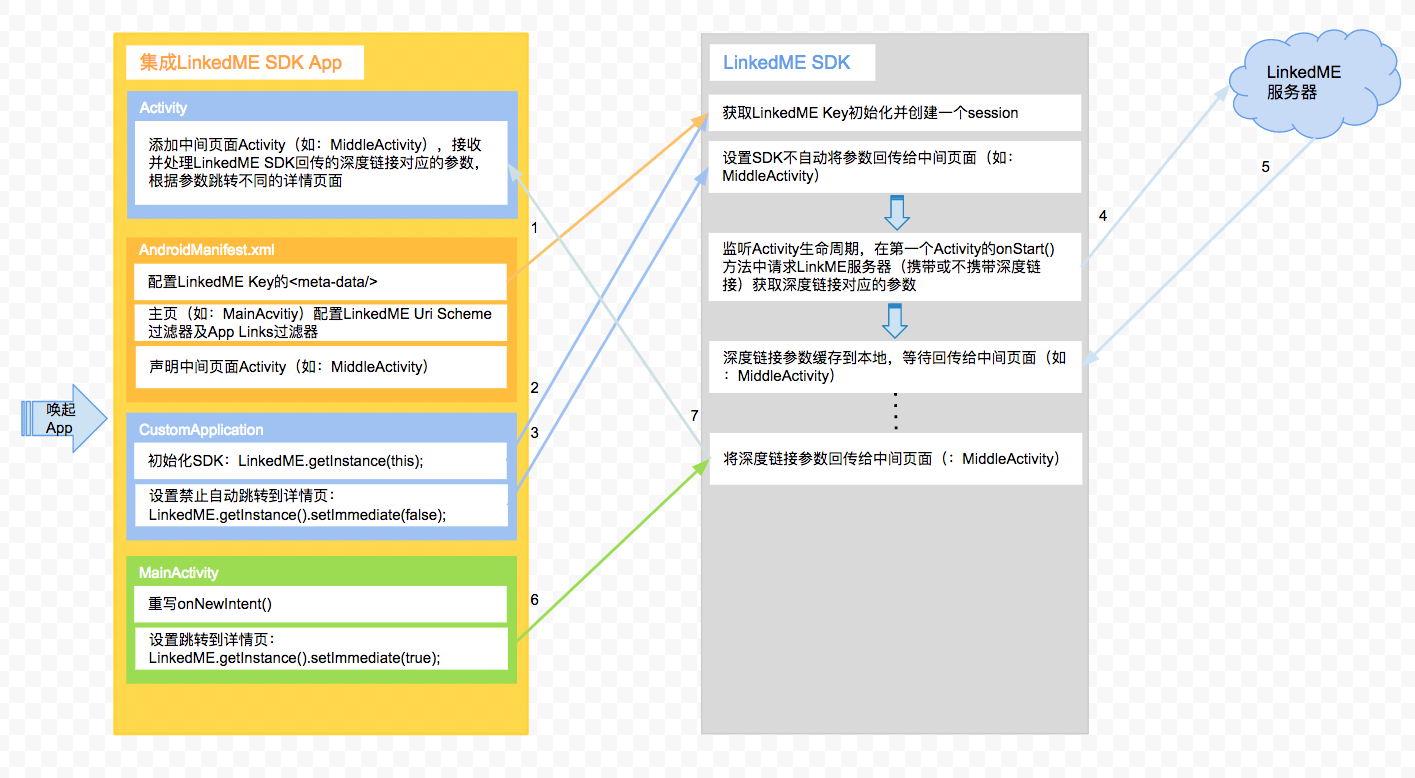 集成LinkedME SDK App
Activity
添加中间页面Activity（如：MiddleActivity），接收
并处理LinkedME SDK回传的深度链接对应的参数，
根据参数跳转不同的详情页面
AndroidManifest.xml
配置LinkedME Key的<meta-data/>
主页（如：MainAcvitiy）配置LinkedME Uri Scheme
过滤器及App Links过滤器
声明中间页面Activity（如：MiddleActivity）
唤起
App
CustomApplication
初始化SDK：LinkedME.getInstance(this);
设置禁止自动跳转到详情页：
LinkedME.getInstance().setImmediate(false);
MainActivity
重写onNewIntent()
设置跳转到详情页：
LinkedME.getInstance().setImmediate(true);
1
2
3
7
6
LinkedME SDK
获取LinkedME Key初始化并创建一个session
设置SDK不自动将参数回传给中间页面（如：
MiddleActivity）
监听Activity生命周期，在第一个Activity的onStart()
方法中请求LinkME服务器（携带或不携带深度链
接）获取深度链接对应的参数
深度链接参数缓存到本地，等待回传给中间页面（如
：MiddleActivity）
将深度链接参数回传给中间页面（：MiddleActivity）
4
5
LinkedME
服务器